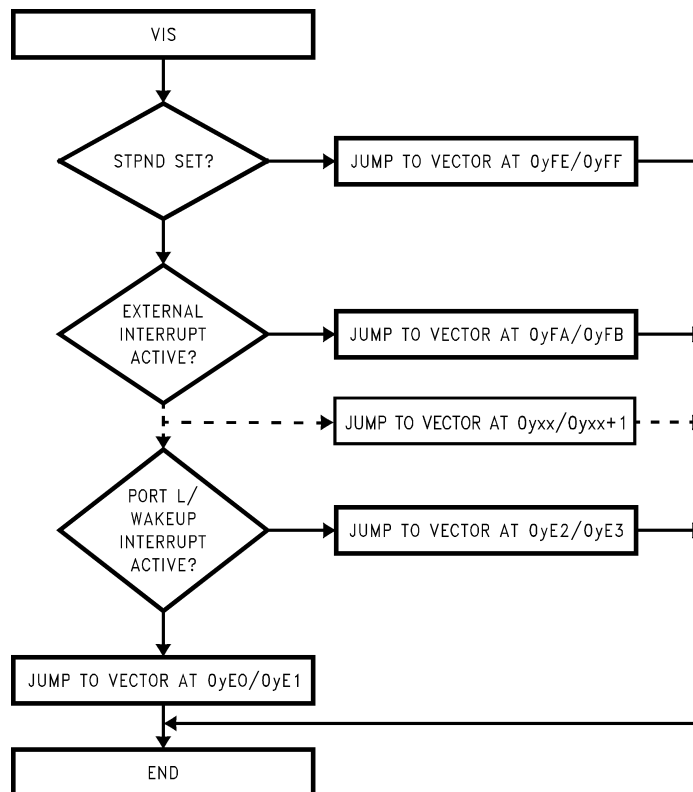 VIS
STPND SET?
JUMP TO VECTOR AT 0yFE/0yFF
EXTERNAL
INTERRUPT
ACTIVE?
JUMP TO VECTOR AT 0yFA/0yFB
JUMP TO VECTOR AT 0yxx/0yxx+1
PORT L/
WAKEUP
INTERRUPT
ACTIVE?
JUMP TO VECTOR AT 0yE2/0yE3
JUMP TO VECTOR AT 0yE0/0yE1
END